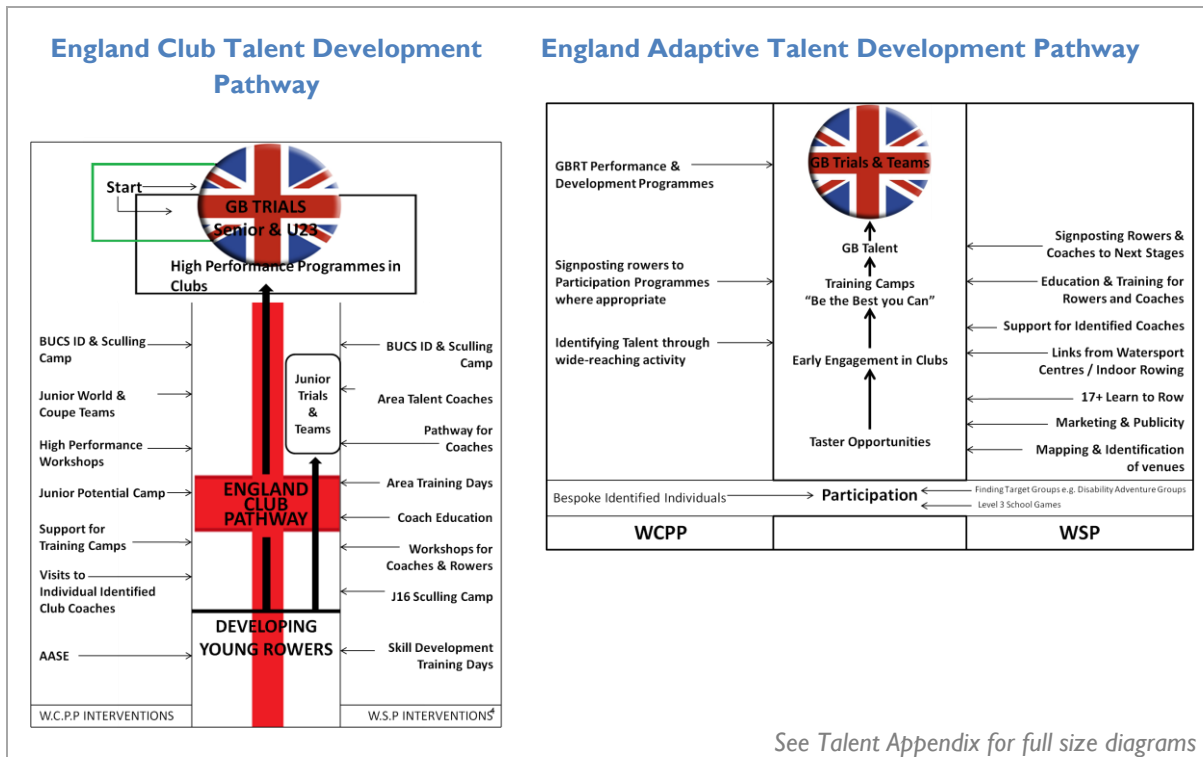 England Club Talent Development
Pathway
Start
GB TRIALS
Senior & U23
High Performance Programmes in
Clubs
BUCS ID & Sculling
Camp
Junior World &
Coupe Teams
High Performance
Workshops
Junior Potential Camp
Support for
Training Camps
Visits to
Individual Identified
Club Coaches
AASE
Junior
Trials
&
Teams
ENGLAND
CLUB
PATHWAY
DEVELOPING
YOUNG ROWERS
BUCS ID & Sculling
Camp
Area Talent Coaches
Pathway for
Coaches
Area Training Days
Coach Education
Workshops for
Coaches & Rowers
J16 Sculling Camp
Skill Development
Training Days
W.C.P.P INTERVENTIONS
W.S.P INTERVENTIONS4
England Adaptive Talent Development Pathway
GBRT Performance &
Development Programmes
Signposting rowers to
Participation Programmes
where appropriate
Identifying Talent through
wide-reaching activity
GB Trials & Teams
GB Talent
Training Camps
“Be the Best you Can”
Early Engagement in Clubs
Taster Opportunities
Signposting Rowers &
Coaches to Next Stages
Education & Training for
Rowers and Coaches
Support for Identified Coaches
Links from Watersport
Centres / Indoor Rowing
17+ Learn to Row
Marketing & Publicity
Mapping & Identification
of venues
Bespoke Identified Individuals
Participation
Finding Target Groups e.g. Disability Adventure Groups
Level 3 School Games
WCPP
WSP
See Talent Appendix for full size diagrams